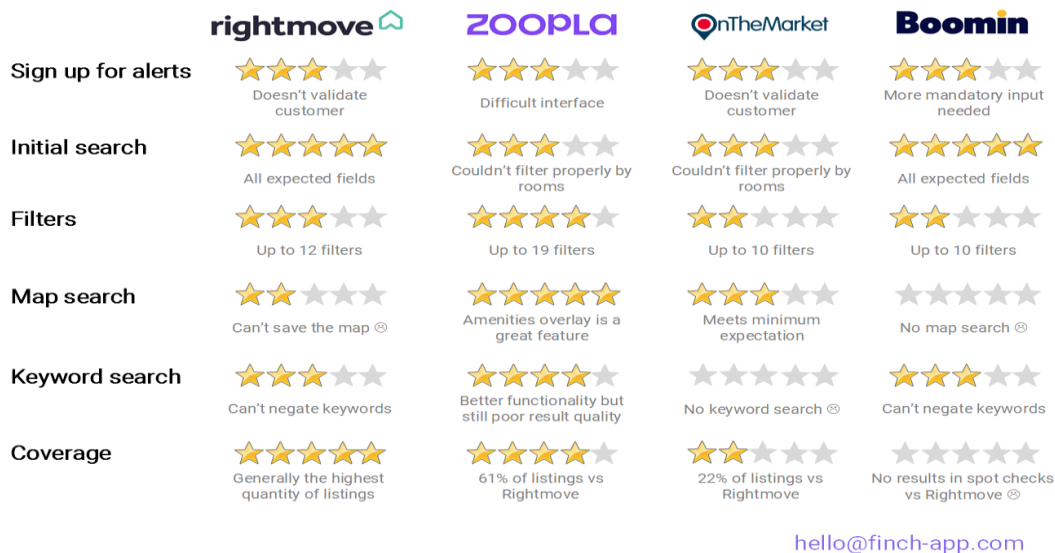 rightmove zoopla OnTheMarket Boomin
Sign up for alerts
Doesn't validate
customer
Difficult interface
Doesn't validate
customer
More mandatory input
needed
Initial search
All expected fields
Couldn't filter properly by
rooms
Couldn't filter properly by
rooms
All expected fields
Filters
Up to 12 filters
Up to 19 filters
Up to 10 filters
Up to 10 filters
Map search
Can't save the map ☹
Amenities overlay is a
great feature
Meets minimum
expectation
No map search ☹
Keyword search
Can't negate keywords
Better functionality but
still poor result quality
No keyword search ☹
Can't negate keywords
Coverage
Generally the highest
quantity of listings
61% of listings vs
Rightmove
22% of listings vs
Rightmove
No results in spot checks
vs Rightmove ☹
hello@finch-app.com